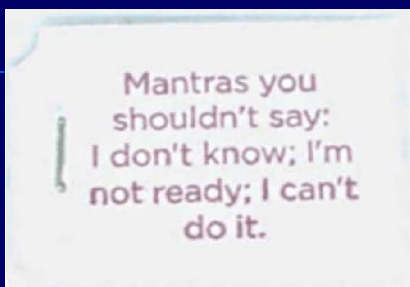 Mantras you
shouldn't say:
I don't know; I'm
not ready; I can't
do it.